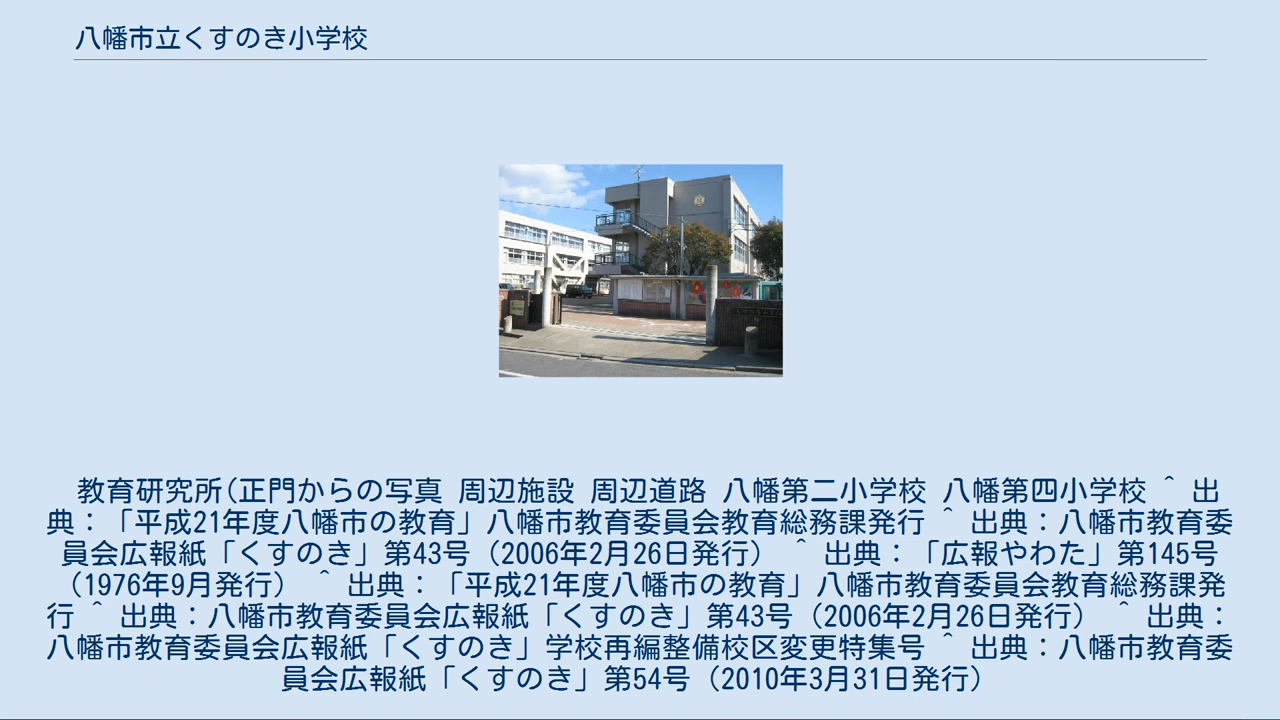 八幡市立くすのき小学校
教育研究所(正門からの写真 周辺施設 周辺道路 八幡第二小学校 八幡第四小学校 ^ 出
典：「平成21年度八幡市の教育」八幡市教育委員会教育総務課発行 ^ 出典：八幡市教育委
員会広報紙「くすのき」第43号（2006年2月26日発行） ^ 出典：「広報やわた」第145号
（1976年9月発行） ^ 出典：「平成21年度八幡市の教育」八幡市教育委員会教育総務課発
行 ^ 出典：八幡市教育委員会広報紙「くすのき」第43号（2006年2月26日発行） ^ 出典：
八幡市教育委員会広報紙「くすのき」学校再編整備校区変更特集号 ^ 出典：八幡市教育委
員会広報紙「くすのき」第54号（2010年3月31日発行）